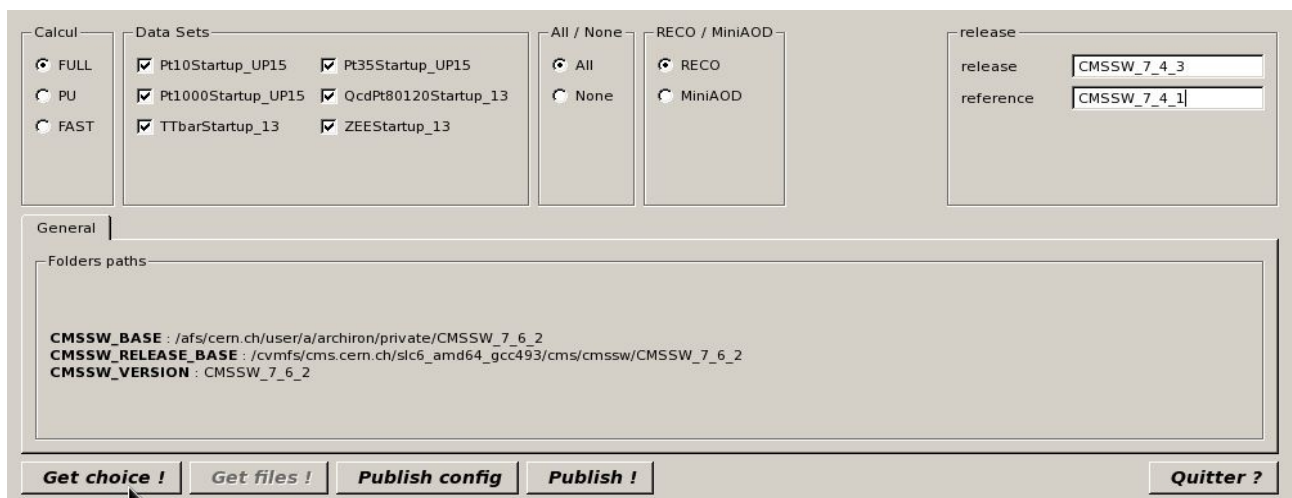 Calcul
FULL
PU
FAST
Data Sets
Pt10Startup_UP15 Pt35Startup_UP15
Pt1000Startup_UP15 QcdPt80120Startup_13
TTbarStartup_13 ZEEStartup_13
All / None
All
None
RECO / MiniAOD
RECO
MiniAOD
release
release CMSSW_7_4_3
reference CMSSW_7_4_1
General
Folders paths
CMSSW_BASE : /afs/cern.ch/user/a/archiron/private/CMSSW_7_6_2
CMSSW_RELEASE_BASE : /cvmfs/cms.cern.ch/slc6_amd64_gcc493/cms/cmssw/CMSSW_7_6_2
CMSSW_VERSION : CMSSW_7_6_2
Get choice ! Get files ! Publish config Publish ! Quitter ?